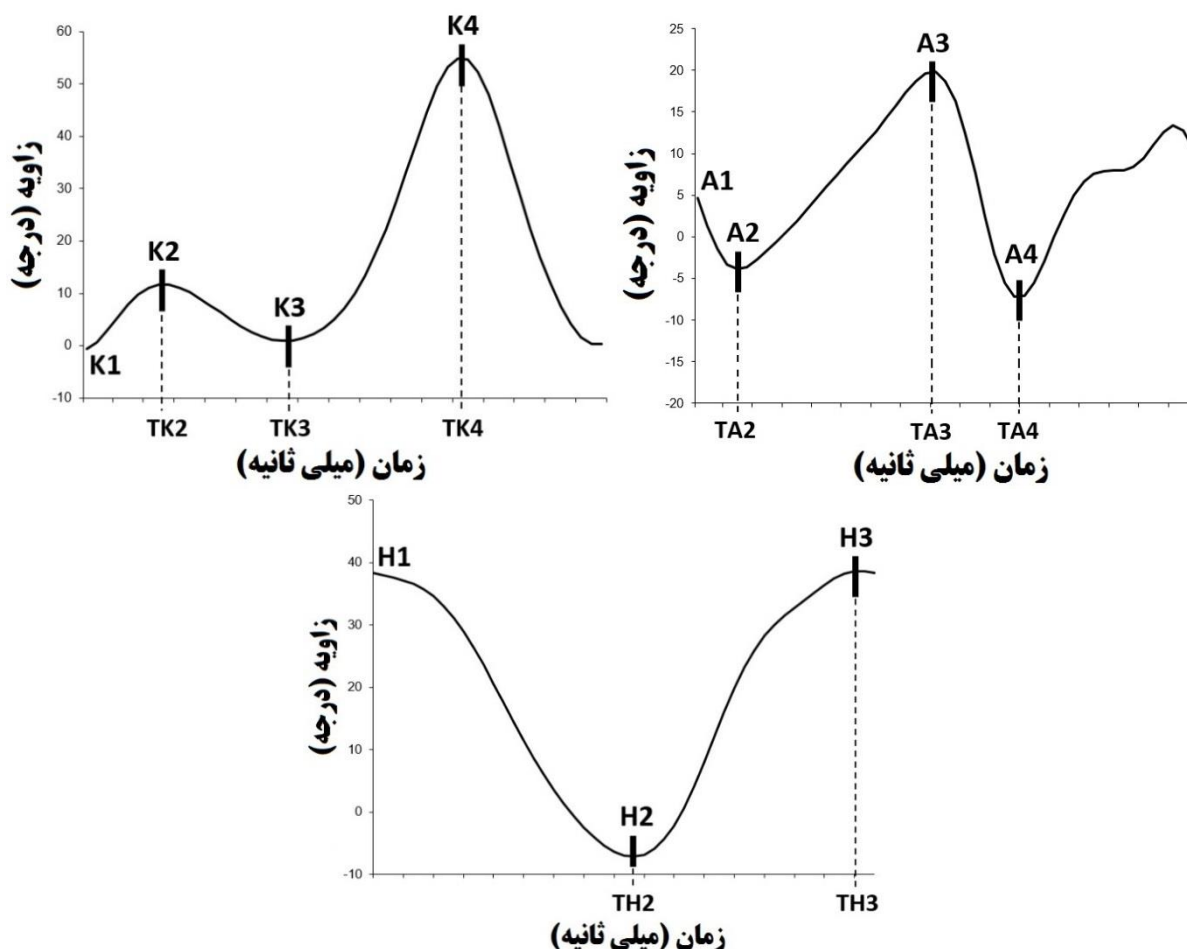 60
50
40
30
20
10
0
-10
زاویه (درجه)
K1
K2
K3
K4
TK2
TK3
TK4
زمان (میلی ثانیه)
25
20
15
10
5
0
-5
-10
-15
-20
زاویه (درجه)
A1
A2
A3
A4
TA2
TA3
TA4
زمان (میلی ثانیه)
50
40
30
20
10
0
-10
زاویه (درجه)
H1
H2
H3
TH2
TH3
زمان (میلی ثانیه)